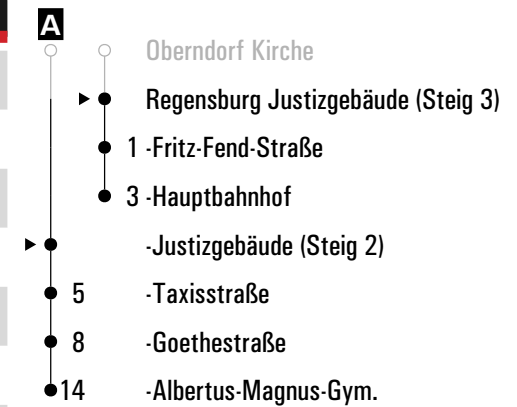 A
Oberndorf Kirche
Regensburg Justizgebäude (Steig 3)
1 -Fritz-Fend-Straße
3 -Hauptbahnhof
-Justizgebäude (Steig 2)
5 -Taxisstraße
8 -Goethestraße
14 -Albertus-Magnus-Gym.